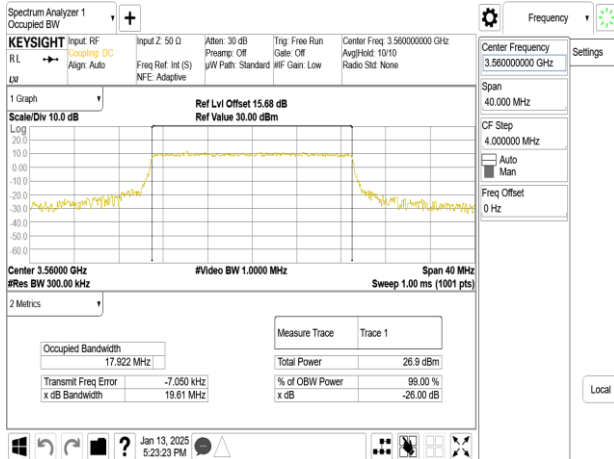 Spectrum Analyzer 1
Occupied BW
Frequency
KEYSIGHT
RL
LXI
Input: RF
Coupling: DC
Align: Auto
Input Z: 50 Ω
Freq Ref: Int (S)
NFE: Adaptive
Atten: 30 dB
Preamp: Off
µW Path: Standard
Trig: Free Run
Gate: Off
#IF Gain: Low
Center Freq: 3.560000000 GHz
Avg|Hold: 10/10
Radio Std: None
Center Frequency
3.560000000 GHz
Settings
Span
40.000 MHz
CF Step
4.000000 MHz
Auto
Man
Freq Offset
0 Hz
1 Graph
Scale/Div 10.0 dB
Ref Lvl Offset 15.68 dB
Ref Value 30.00 dBm
Log
20.0
10.0
0.00
-10.0
-20.0
-30.0
-40.0
-50.0
-60.0
Center 3.56000 GHz
#Res BW 300.00 kHz
#Video BW 1.0000 MHz
Span 40 MHz
Sweep 1.00 ms (1001 pts)
2 Metrics
Occupied Bandwidth
17.922 MHz
Transmit Freq Error -7.050 kHz
x dB Bandwidth 19.61 MHz
Measure Trace Trace 1
Total Power 26.9 dBm
% of OBW Power 99.00 %
x dB -26.00 dB
Local
?
Jan 13, 2025
5:23:23 PM